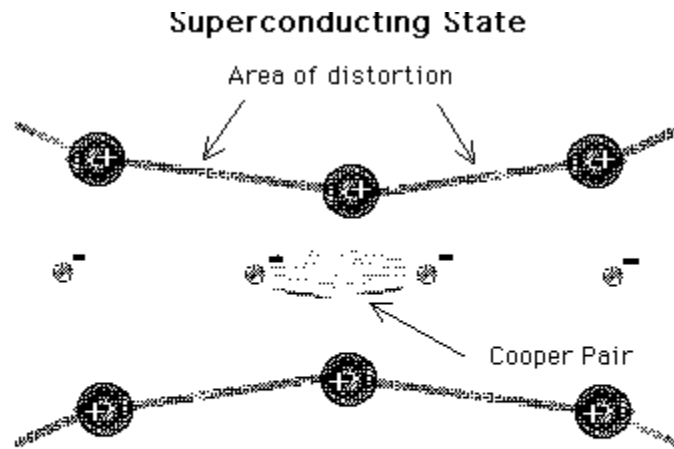 Superconducting State
Area of distortion
+ + +
- - - -
Cooper Pair
+ + +